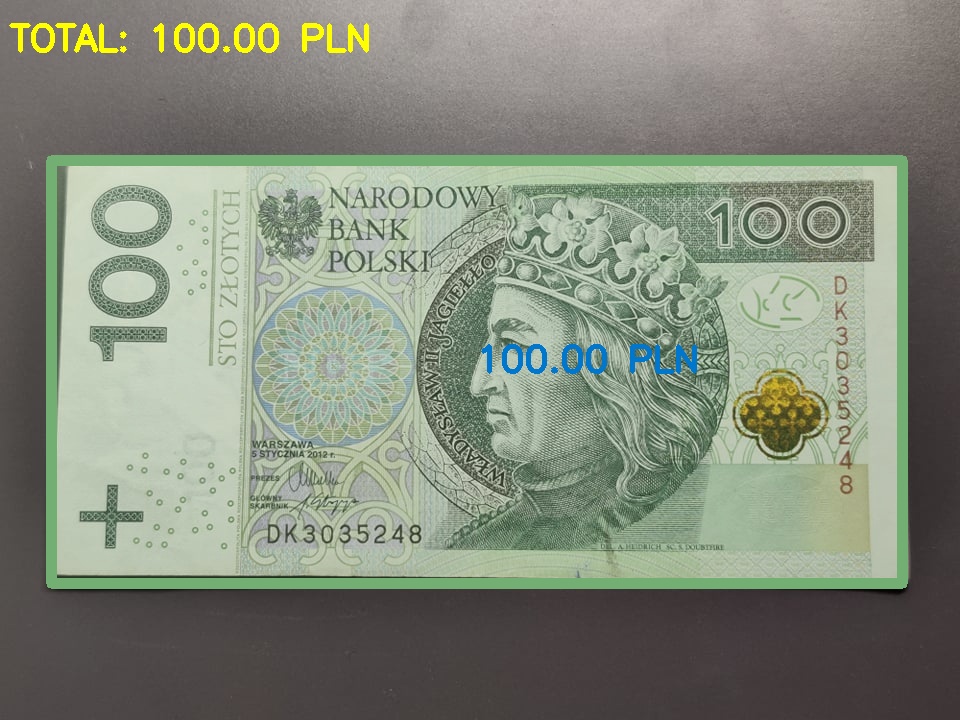 TOTAL: 100.00 PLN
100
STO ZŁOTYCH
NARODOWY
BANK
POLSKI
100
WŁADYSŁAW II JAGIEŁŁO
DK3035248
100.00 PLN
WARSZAWA
5 STYCZNIA 2012 r.
PREZES
GŁÓWNY
SKARBNIK
DK3035248
DEL. A. HEIDRICH SC. S. DOUBTFIRE